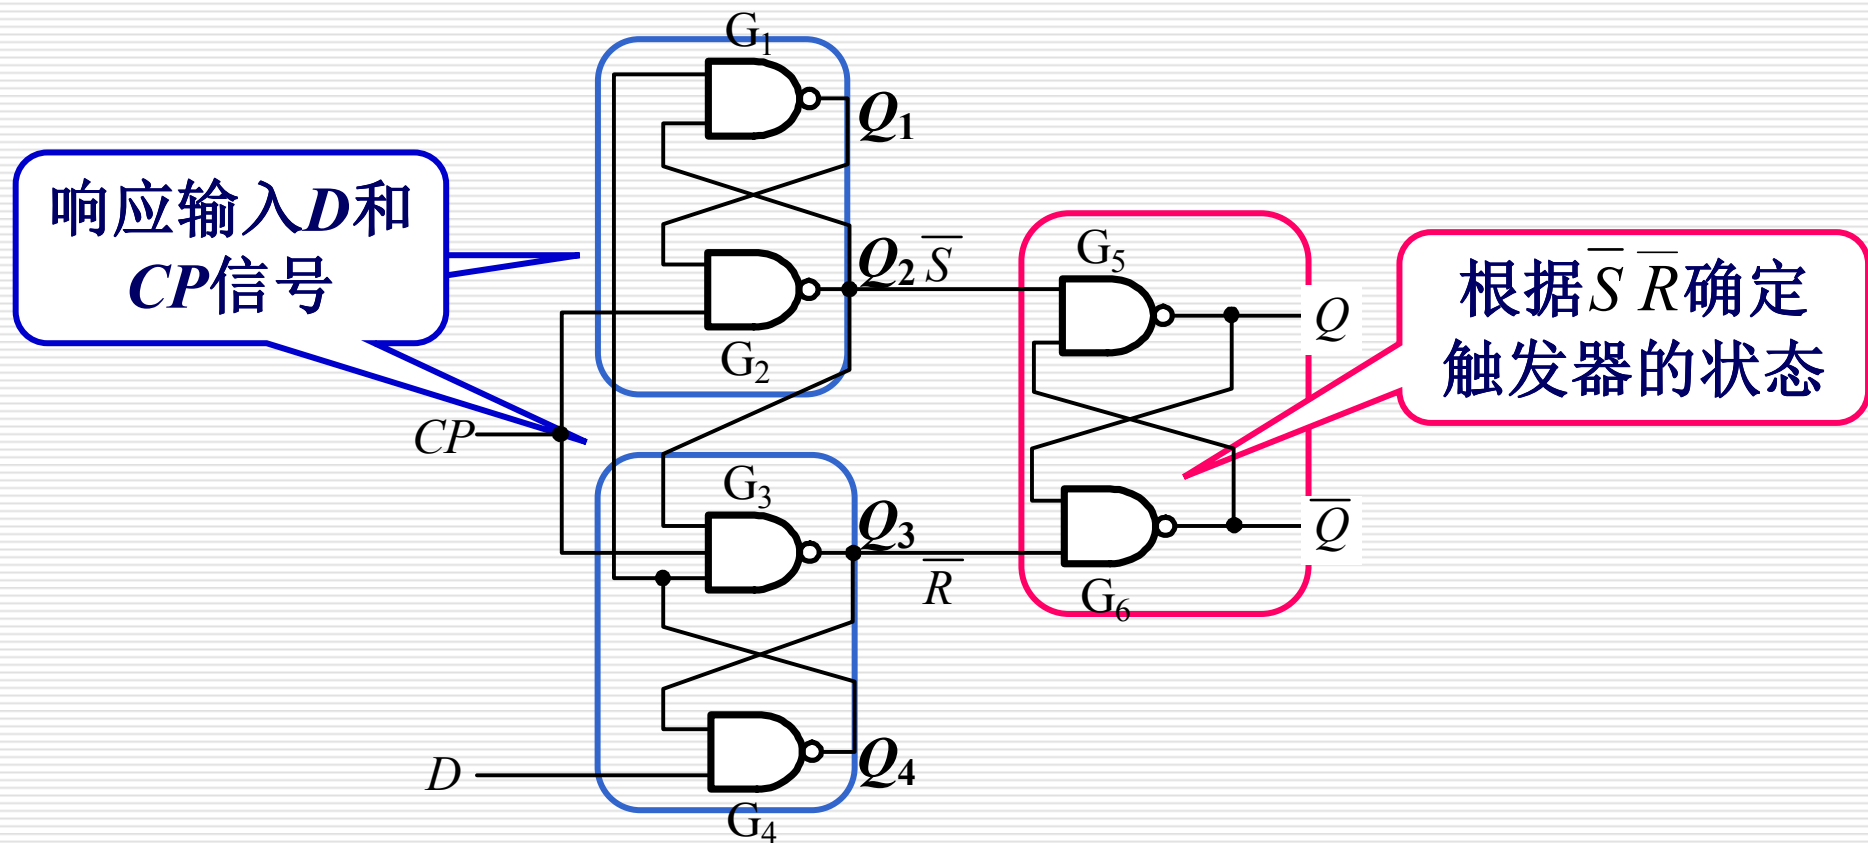 G₁
Q₁
响应输入D和
CP信号
Q₂ S̅
G₂
G₅
Q
根据S̅ R̅确定
触发器的状态
CP
G₃
Q₃
R̅
Q̅
G₆
D
Q₄
G₄